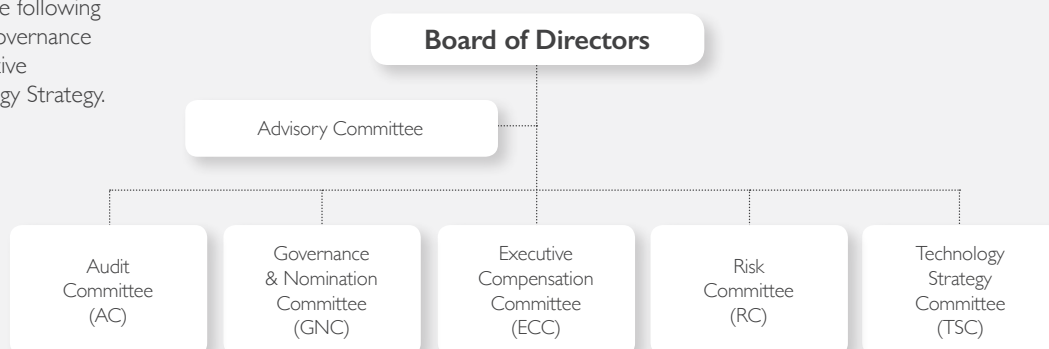 e following
overnance
tive
gy Strategy.
Board of Directors
Advisory Committee
Audit
Committee
(AC)
Governance
& Nomination
Committee
(GNC)
Executive
Compensation
Committee
(ECC)
Risk
Committee
(RC)
Technology
Strategy
Committee
(TSC)